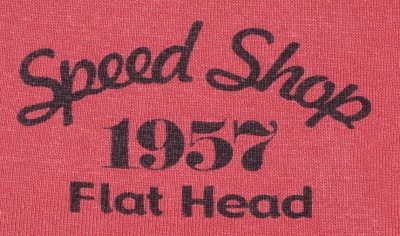 Speed Shop
1957
Flat Head